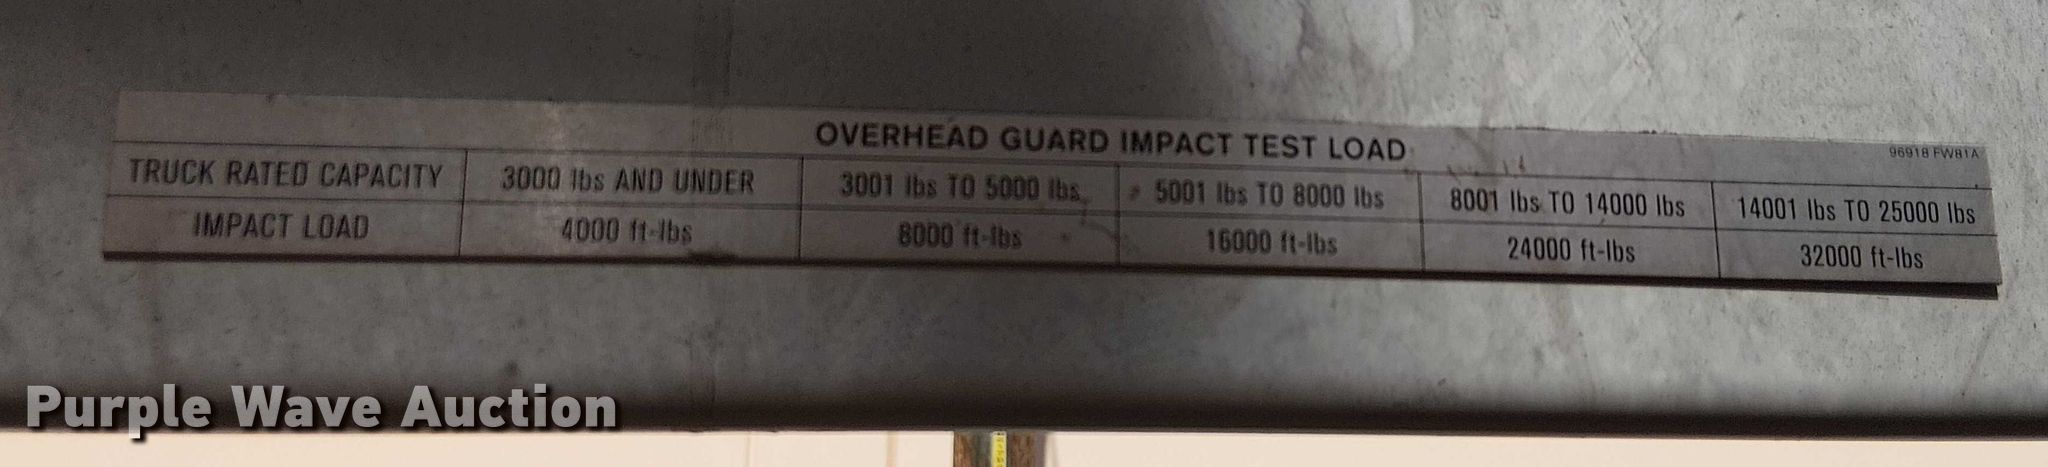 OVERHEAD GUARD IMPACT TEST LOAD
96918 FW81A
TRUCK RATED CAPACITY 3000 lbs AND UNDER 3001 lbs TO 5000 lbs 5001 lbs TO 8000 lbs 8001 lbs TO 14000 lbs 14001 lbs TO 25000 lbs
IMPACT LOAD 4000 ft-lbs 8000 ft-lbs 16000 ft-lbs 24000 ft-lbs 32000 ft-lbs
Purple Wave Auction